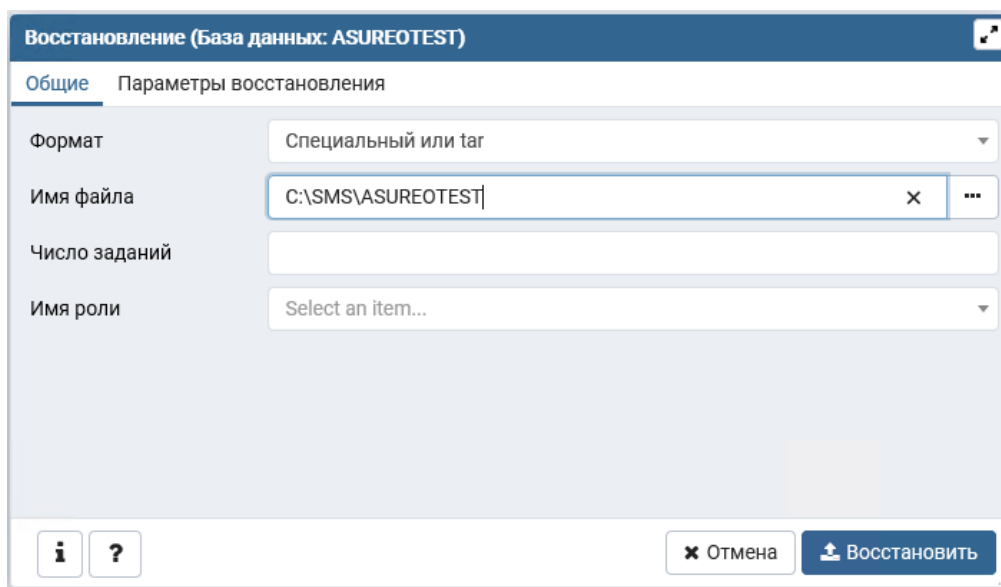 Восстановление (База данных: ASUREOTEST)
Общие Параметры восстановления
Формат Специальный или tar
Имя файла C:\SMS\ASUREOTEST
Число заданий
Имя роли Select an item...
i ? Отмена Восстановить